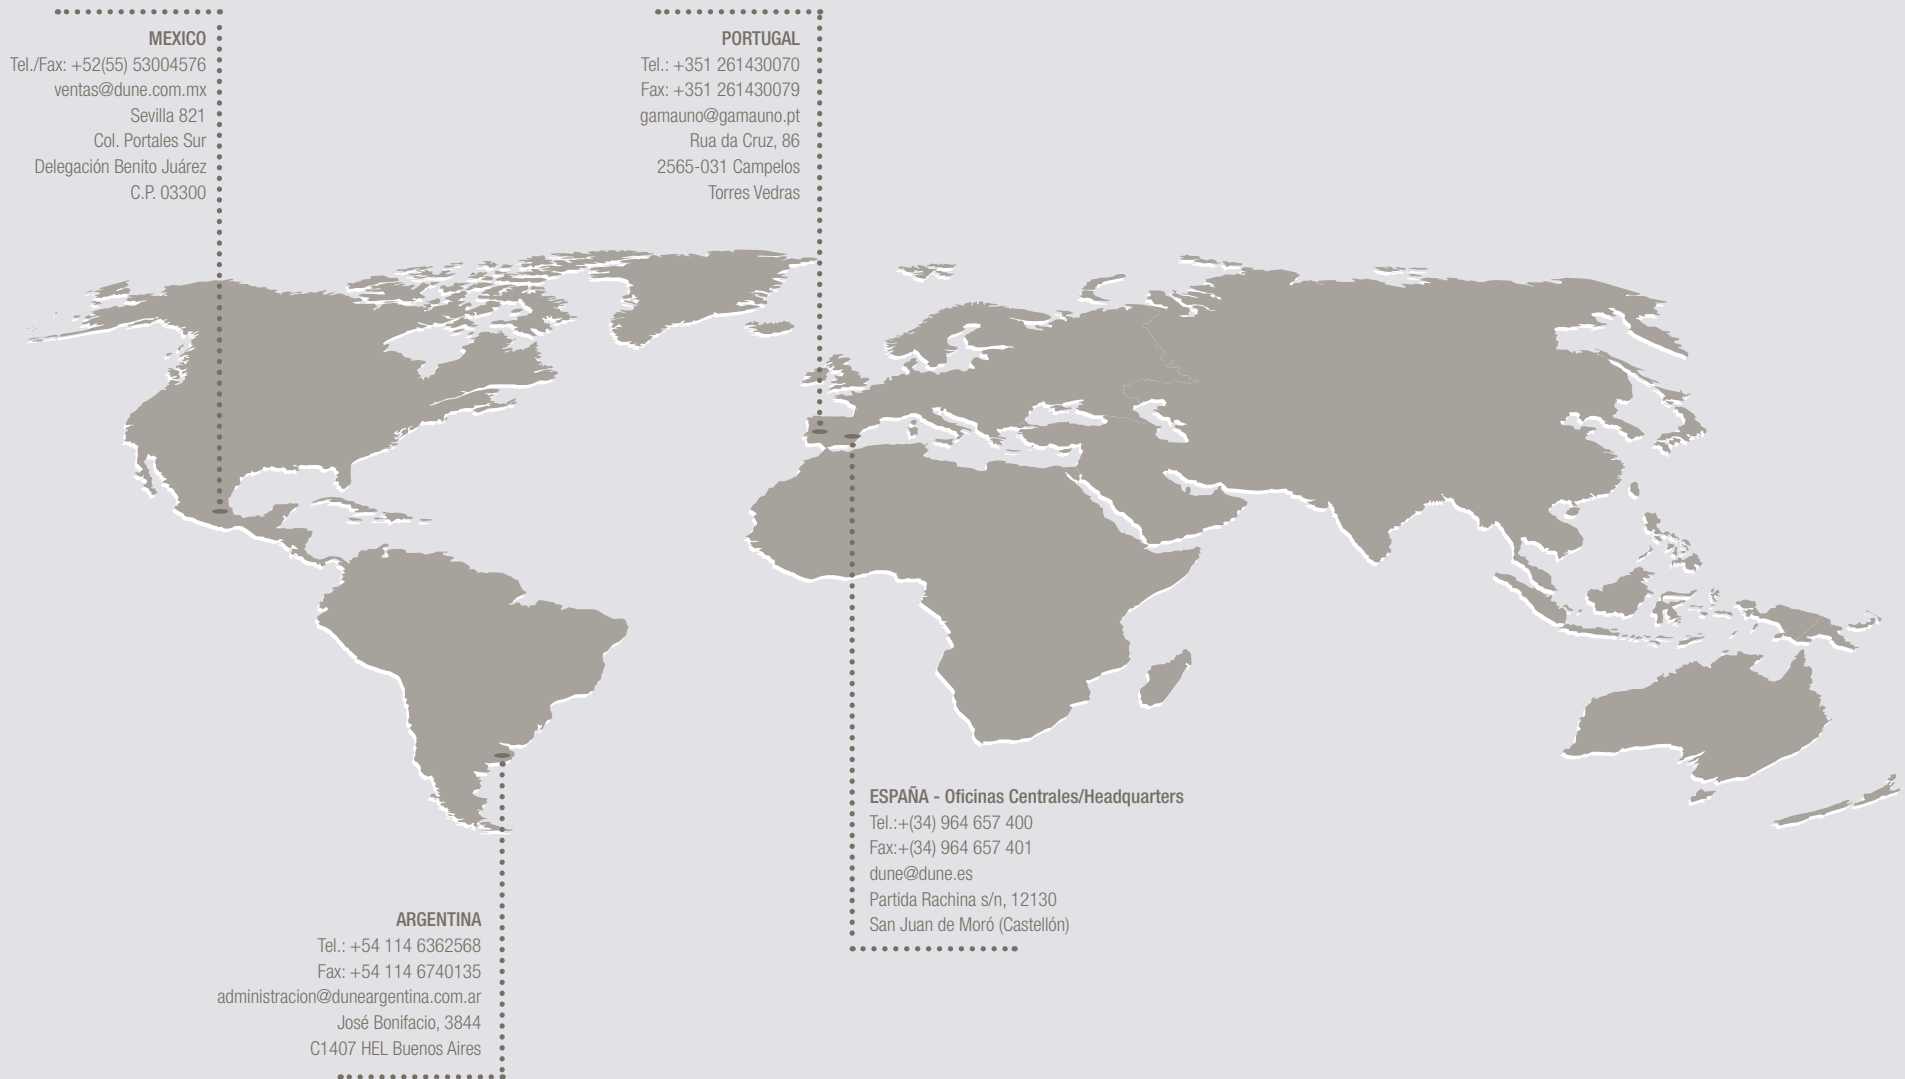 MEXICO
Tel./Fax: +52(55) 53004576
ventas@dune.com.mx
Sevilla 821
Col. Portales Sur
Delegación Benito Juárez
C.P. 03300
PORTUGAL
Tel.: +351 261430070
Fax: +351 261430079
gamauno@gamauno.pt
Rua da Cruz, 86
2565-031 Campelos
Torres Vedras
ESPAÑA - Oficinas Centrales/Headquarters
Tel.:+(34) 964 657 400
Fax:+(34) 964 657 401
dune@dune.es
Partida Rachina s/n, 12130
San Juan de Moró (Castellón)
ARGENTINA
Tel.: +54 114 6362568
Fax: +54 114 6740135
administracion@duneargentina.com.ar
José Bonifacio, 3844
C1407 HEL Buenos Aires